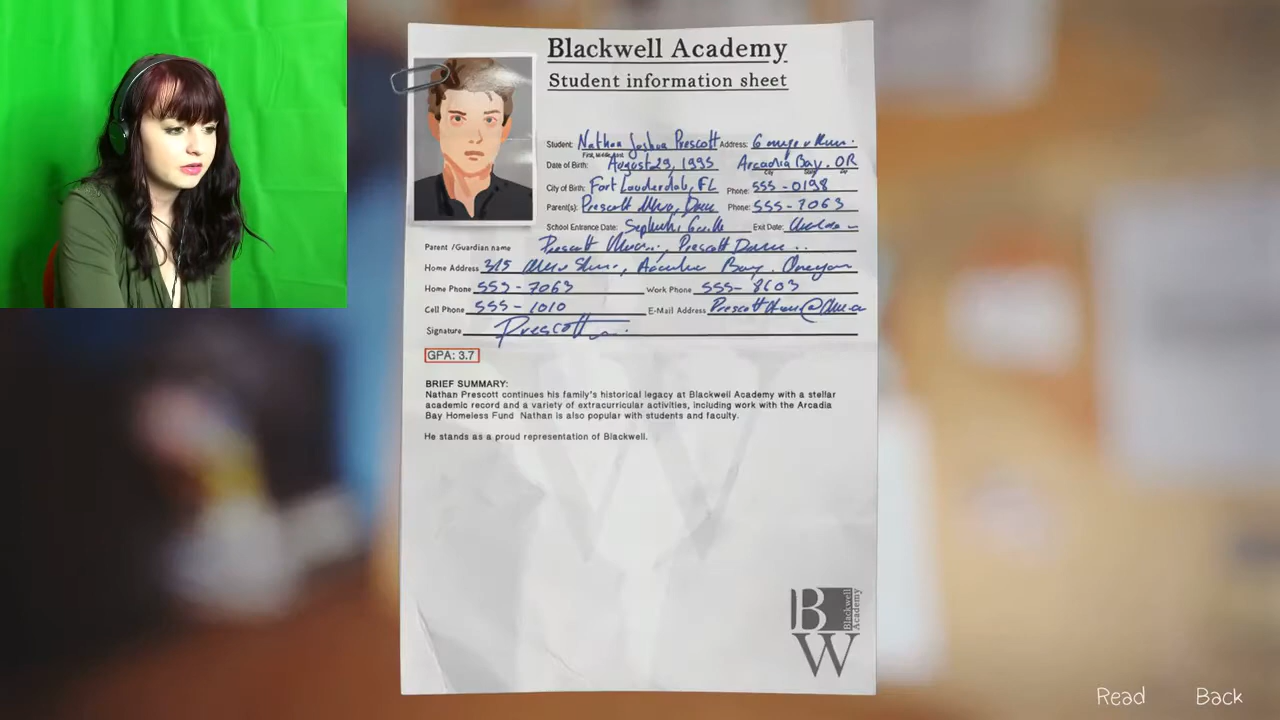 Blackwell Academy
Student information sheet
Student: Nathan Joshua Prescott Address:
Date of Birth: August 29, 1995 Arcadia Bay. OR
City of Birth: Fort Lauderdale, FL Phone: 555-0198
Parent(s): Prescott Phone: 555-7063
School Entrance Date: Exit Date:
Parent /Guardian name Prescott Prescott
Home Address 315 Bay, Oregon
Home Phone 555-7063 Work Phone 555-8603
Cell Phone 555-1010 E-Mail Address
Signature Prescott
GPA: 3.7
BRIEF SUMMARY:
Nathan Prescott continues his family's historical legacy at Blackwell Academy with a stellar
academic record and a variety of extracurricular activities, including work with the Arcadia
Bay Homeless Fund Nathan is also popular with students and faculty.
He stands as a proud representation of Blackwell.
B
Blackwell
Academy
W
Read Back